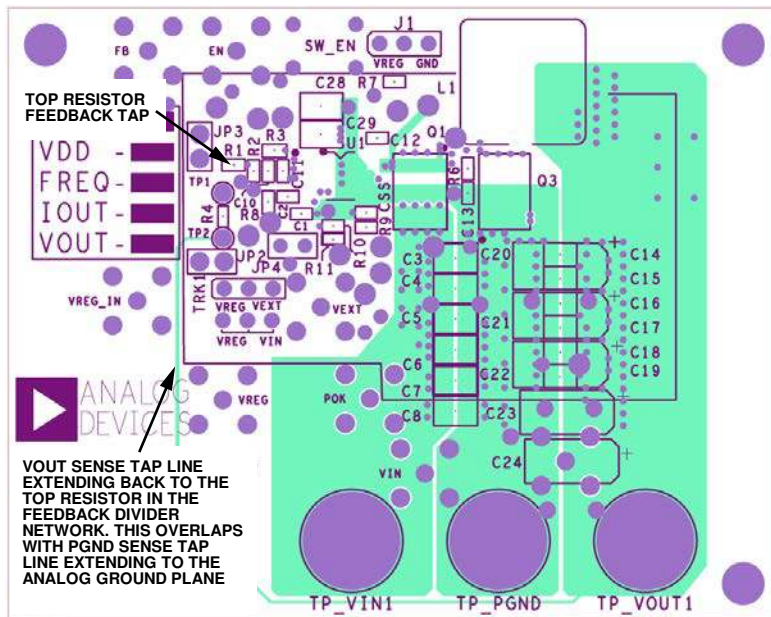 J1
FB
EN
SW_EN
VREG GND
C28
R7
L1
TOP RESISTOR
FEEDBACK TAP
C29
JP3
R3
R2
R1
U1
C12
Q1
VDD -
FREQ-
IOUT-
VOUT-
C11
R6
Q3
TP1
C10
CSS
R4
R8
C2
C1
R9
C13
TP2
R10
JP2
JP4
R11
TRK1
C3
C20
C14
C4
C15
VREG_IN
VREG VEXT
VEXT
C16
C5
C21
C17
VREG VIN
C18
C6
C22
C19
ANALOG
DEVICES
VREG
POK
C7
C8
C23
C24
VIN
VOUT SENSE TAP LINE
EXTENDING BACK TO THE
TOP RESISTOR IN THE
FEEDBACK DIVIDER
NETWORK. THIS OVERLAPS
WITH PGND SENSE TAP
LINE EXTENDING TO THE
ANALOG GROUND PLANE
TP_VIN1
TP_PGND
TP_VOUT1